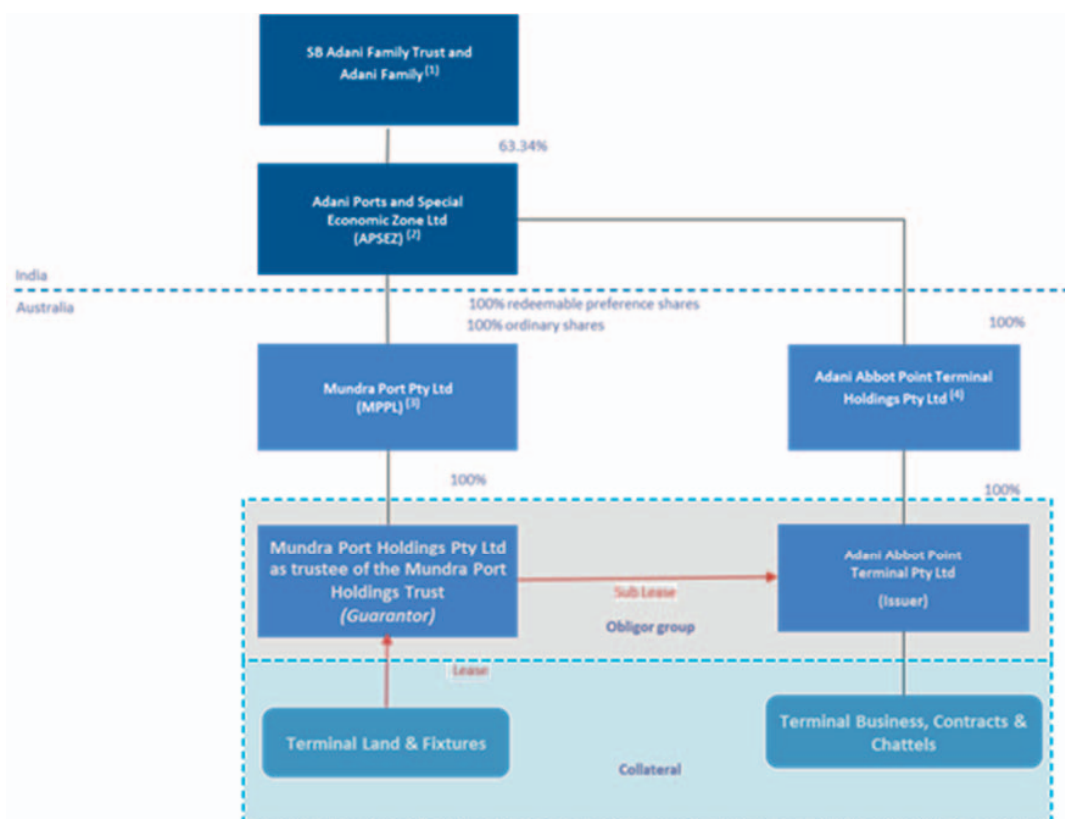 SB Adani Family Trust and
Adani Family (1)
63.34%
Adani Ports and Special
Economic Zone Ltd
(APSEZ) (2)
India
Australia
100% redeemable preference shares
100% ordinary shares
100%
Mundra Port Pty Ltd
(MPPL) (3)
Adani Abbot Point Terminal
Holdings Pty Ltd (4)
100%
100%
Mundra Port Holdings Pty Ltd
as trustee of the Mundra Port
Holdings Trust
(Guarantor)
Sub Lease
Adani Abbot Point
Terminal Pty Ltd
(Issuer)
Obligor group
Lease
Terminal Land & Fixtures
Terminal Business, Contracts &
Chattels
Collateral